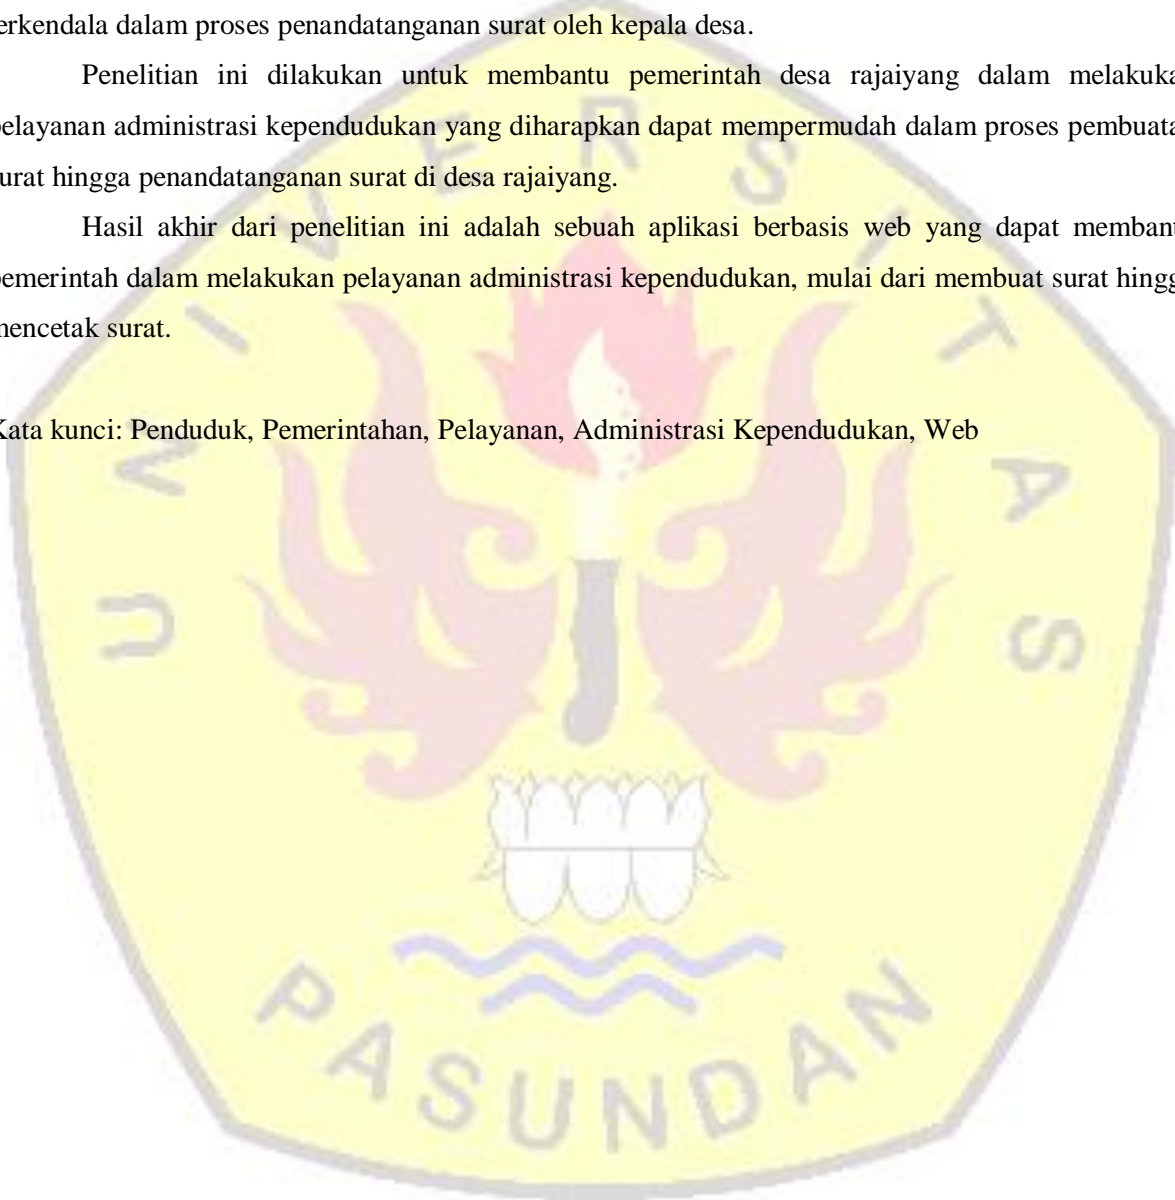 erkendala dalam proses penandatanganan surat oleh kepala desa.
Penelitian ini dilakukan untuk membantu pemerintah desa rajaiyang dalam melakuka
pelayanan administrasi kependudukan yang diharapkan dapat mempermudah dalam proses pembuata
surat hingga penandatanganan surat di desa rajaiyang.
Hasil akhir dari penelitian ini adalah sebuah aplikasi berbasis web yang dapat membant
pemerintah dalam melakukan pelayanan administrasi kependudukan, mulai dari membuat surat hingg
mencetak surat.
Kata kunci: Penduduk, Pemerintahan, Pelayanan, Administrasi Kependudukan, Web
UNIVERSITAS
PASUNDAN